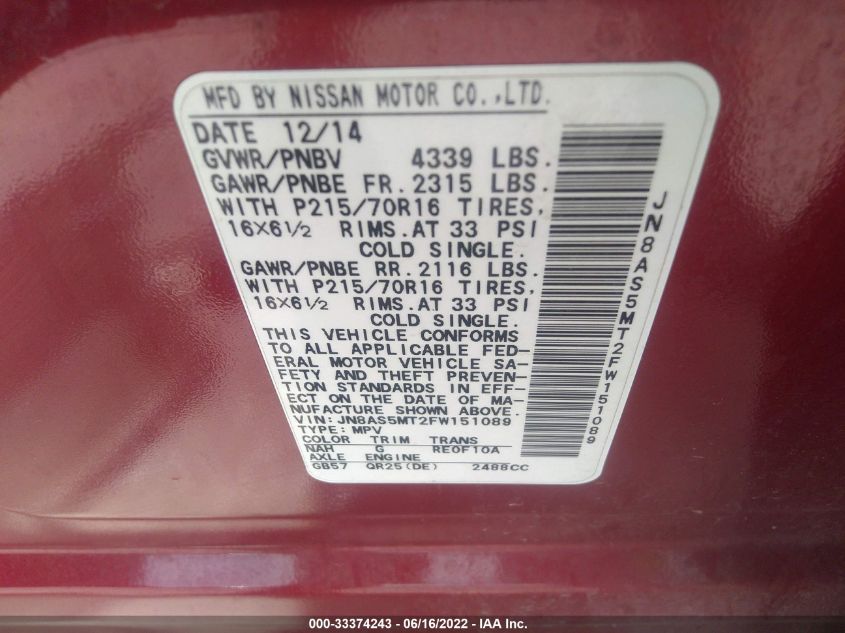 MFD BY NISSAN MOTOR CO.,LTD.
DATE 12/14
GVWR/PNBV 4339 LBS.
GAWR/PNBE FR. 2315 LBS.
WITH P215/70R16 TIRES,
16X6½ RIMS.AT 33 PSI
COLD SINGLE.
GAWR/PNBE RR. 2116 LBS.
WITH P215/70R16 TIRES,
16X6½ RIMS.AT 33 PSI
COLD SINGLE.
THIS VEHICLE CONFORMS
TO ALL APPLICABLE FED-
ERAL MOTOR VEHICLE SA-
FETY AND THEFT PREVEN-
TION STANDARDS IN EFF-
ECT ON THE DATE OF MA-
NUFACTURE SHOWN ABOVE.
VIN: JN8AS5MT2FW151089
TYPE: MPV
COLOR TRIM TRANS
NAH G RE0F10A
AXLE ENGINE
GB57 QR25(DE) 2488CC
JN8AS5MT2FW151089
000-33374243 - 06/16/2022 - © InsuranceAutoAuctions, Inc.